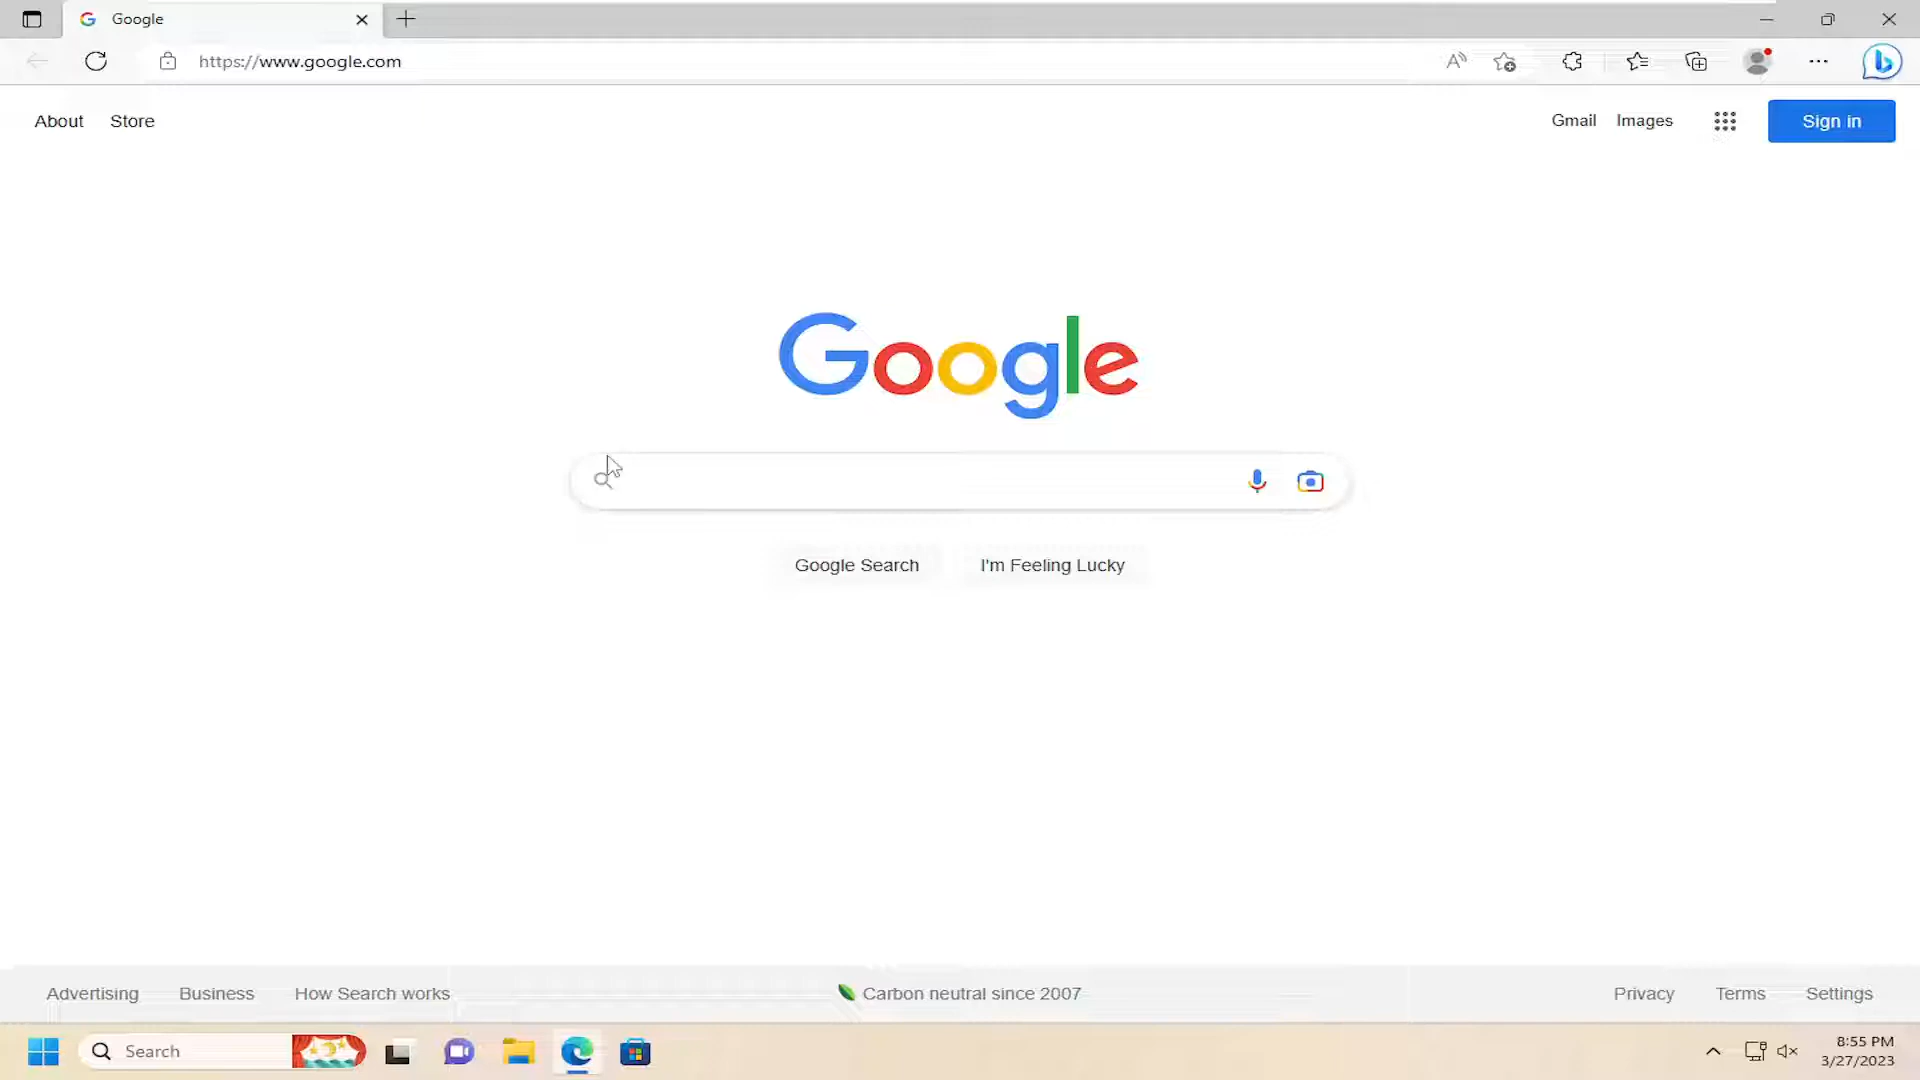 Google
https://www.google.com
About Store
Gmail Images Sign in
Google
Google Search I'm Feeling Lucky
Advertising Business How Search works
Carbon neutral since 2007
Privacy Terms Settings
Search
8:55 PM
3/27/2023